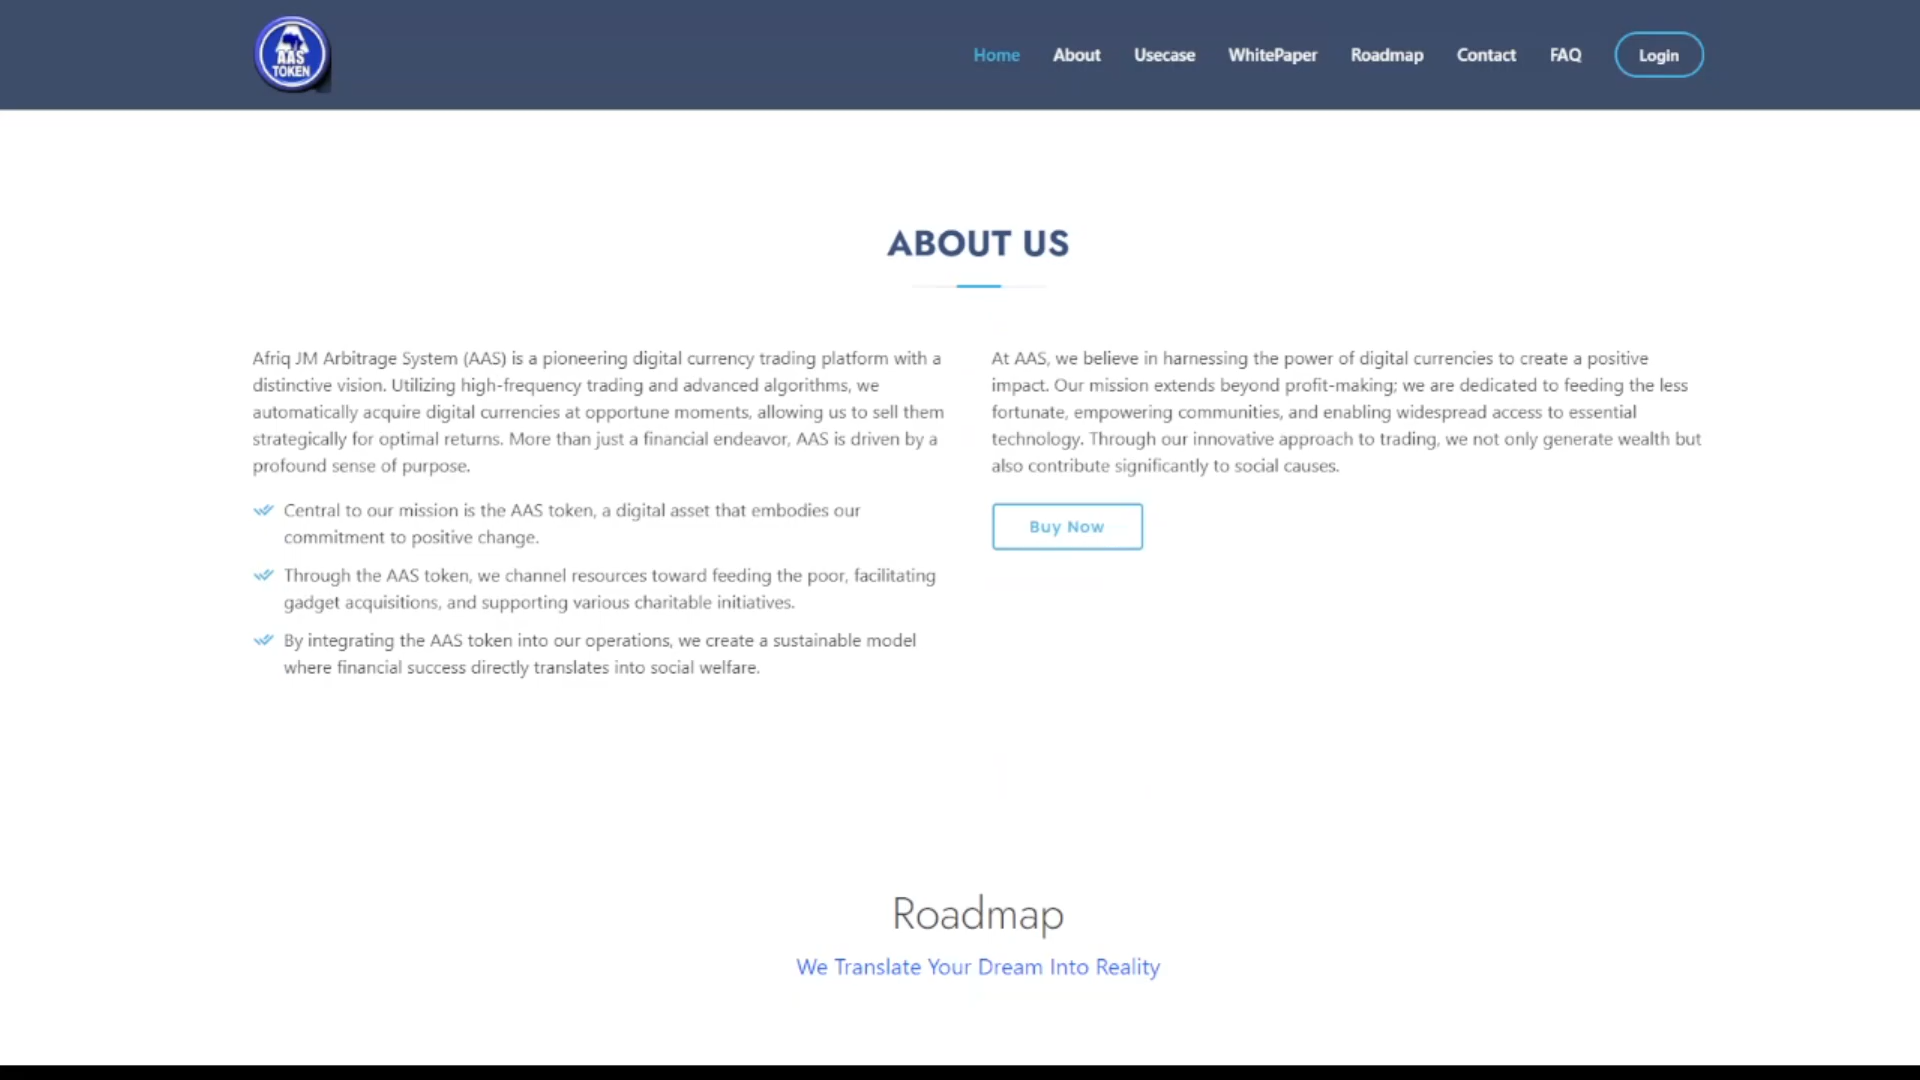 AAS
TOKEN
Home
About
Usecase
WhitePaper
Roadmap
Contact
FAQ
Login
ABOUT US
Afriq JM Arbitrage System (AAS) is a pioneering digital currency trading platform with a
distinctive vision. Utilizing high-frequency trading and advanced algorithms, we
automatically acquire digital currencies at opportune moments, allowing us to sell them
strategically for optimal returns. More than just a financial endeavor, AAS is driven by a
profound sense of purpose.
Central to our mission is the AAS token, a digital asset that embodies our
commitment to positive change.
Through the AAS token, we channel resources toward feeding the poor, facilitating
gadget acquisitions, and supporting various charitable initiatives.
By integrating the AAS token into our operations, we create a sustainable model
where financial success directly translates into social welfare.
At AAS, we believe in harnessing the power of digital currencies to create a positive
impact. Our mission extends beyond profit-making; we are dedicated to feeding the less
fortunate, empowering communities, and enabling widespread access to essential
technology. Through our innovative approach to trading, we not only generate wealth but
also contribute significantly to social causes.
Buy Now
Roadmap
We Translate Your Dream Into Reality